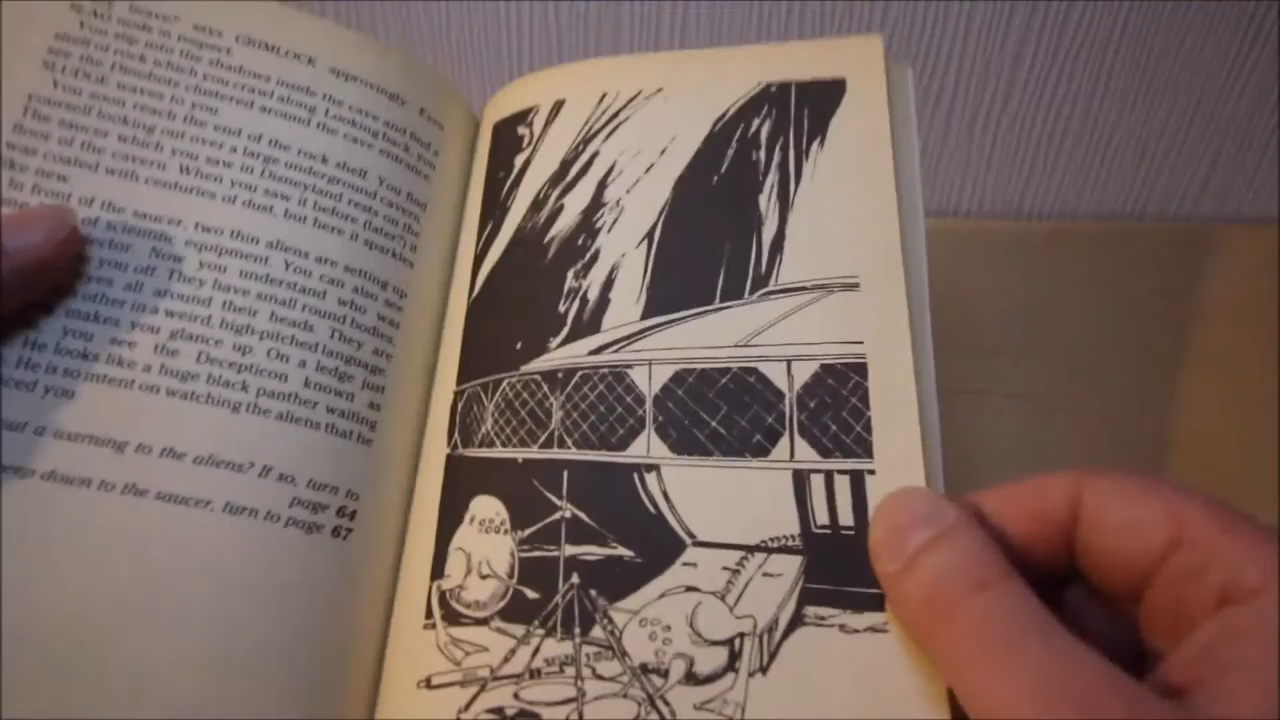 brave," says GRIMLOCK approvingly. Even
SLAG nods in respect.
You slip into the shadows inside the cave and find a
shelf of rock which you crawl along. Looking back, you
see the Dinobots clustered around the cave entrance.
SLUDGE waves to you.
You soon reach the end of the rock shelf. You find
yourself looking out over a large underground cavern.
The saucer which you saw in Disneyland rests on the
floor of the cavern. When you saw it before (later?) it
was coated with centuries of dust, but here it sparkles
like new.
In front of the saucer, two thin aliens are setting up
of scientific equipment. You can also see
Now you understand who was
you off. They have small round bodies,
eyes all around their heads. They are
other in a weird, high-pitched language.
makes you glance up. On a ledge just
you see the Decepticon known as
He looks like a huge black panther waiting
He is so intent on watching the aliens that he
you
a warning to the aliens? If so, turn to
page 64
down to the saucer, turn to page 67